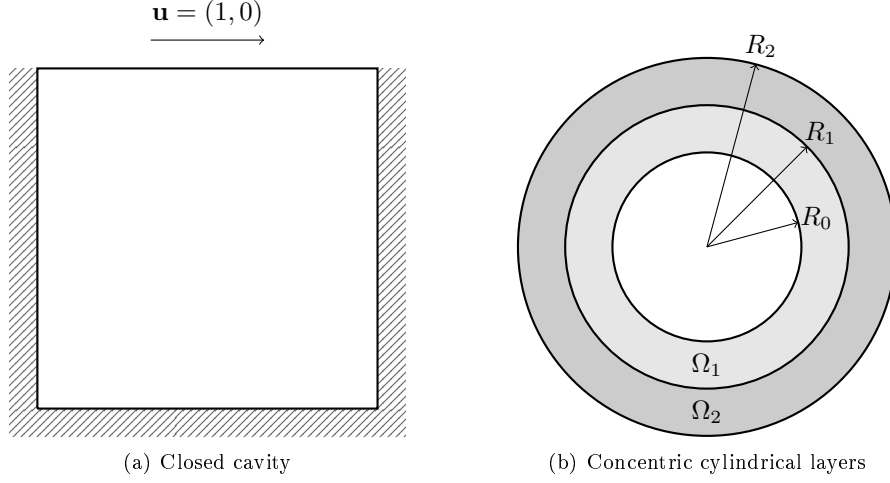 u = (1, 0)
R₂
R₁
R₀
Ω₁
Ω₂
(a) Closed cavity
(b) Concentric cylindrical layers